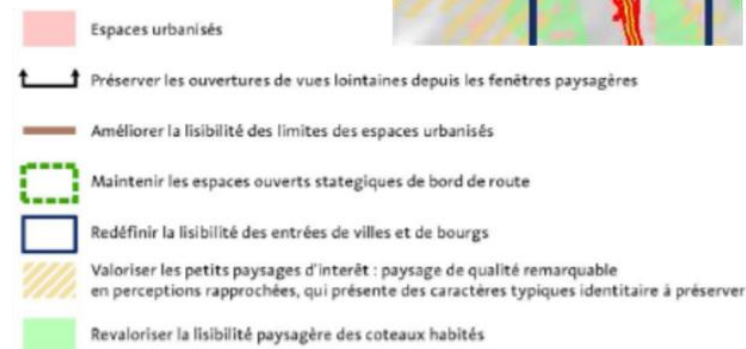 Espaces urbanisés
Préserver les ouvertures de vues lointaines depuis les fenêtres paysagères
Améliorer la lisibilité des limites des espaces urbanisés
Maintenir les espaces ouverts stategiques de bord de route
Redéfinir la lisibilité des entrées de villes et de bourgs
Valoriser les petits paysages d'interêt : paysage de qualité remarquable
en perceptions rapprochées, qui présente des caractères typiques identitaire à préserver
Revaloriser la lisibilité paysagère des coteaux habités